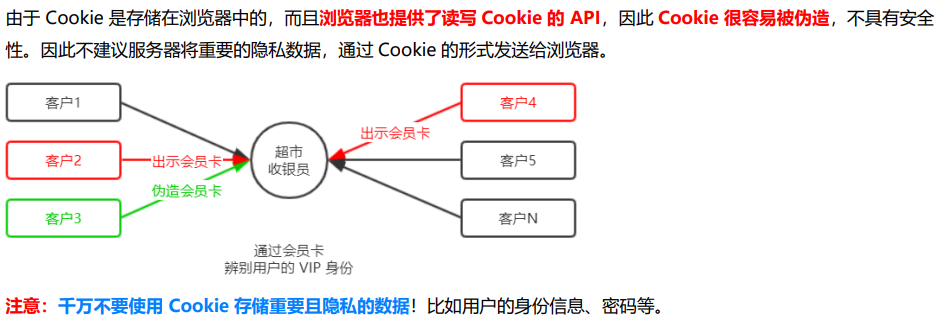 由于 Cookie 是存储在浏览器中的，而且浏览器也提供了读写 Cookie 的 API，因此 Cookie 很容易被伪造，不具有安全
性。因此不建议服务器将重要的隐私数据，通过 Cookie 的形式发送给浏览器。
客户1
客户4
出示会员卡
超市
收银员
客户2
出示会员卡
客户5
伪造会员卡
客户3
客户N
通过会员卡
辨别用户的 VIP 身份
注意：千万不要使用 Cookie 存储重要且隐私的数据！比如用户的身份信息、密码等。